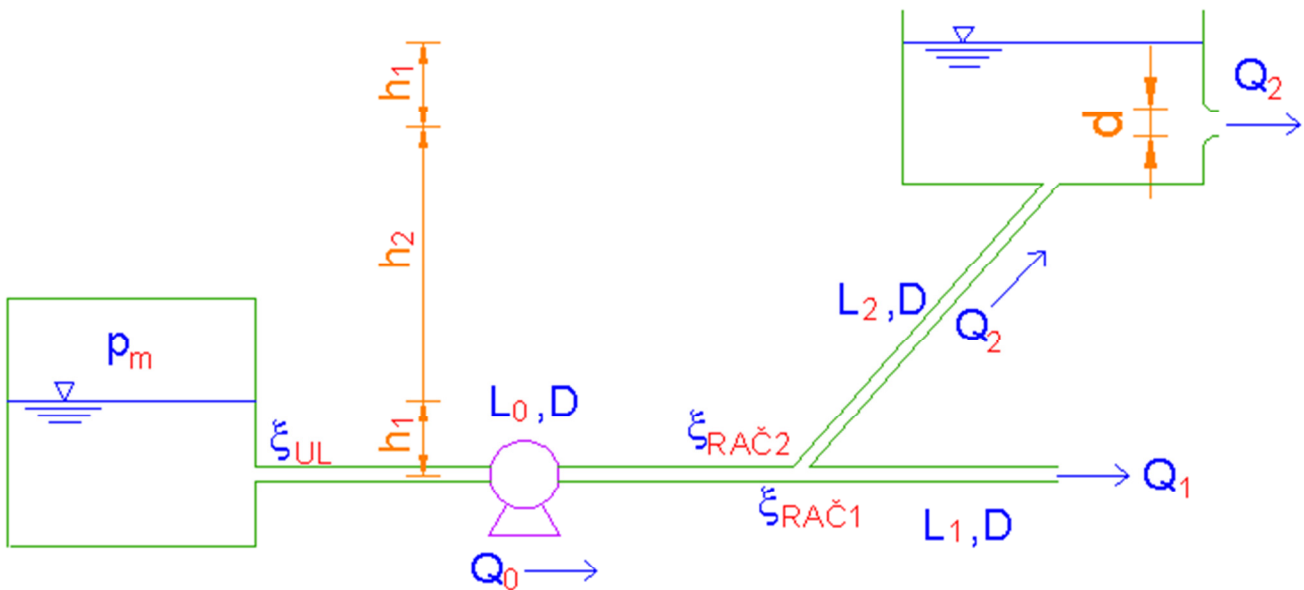 h1
h2
h1
pm
ξUL
L0 ,D
Q0
ξRAČ2
ξRAČ1
L2 ,D
Q2
L1 ,D
Q1
d
Q2